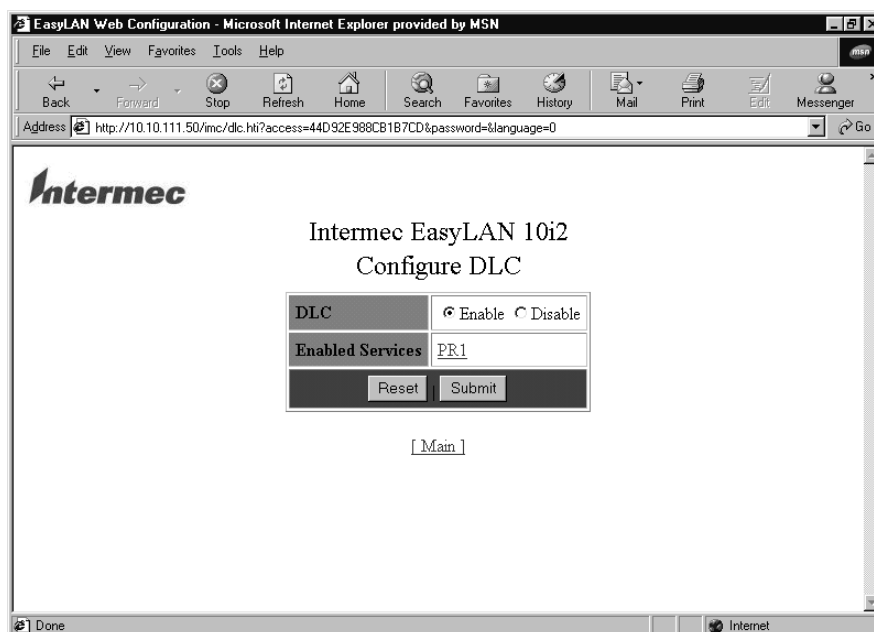 EasyLAN Web Configuration - Microsoft Internet Explorer provided by MSN
File Edit View Favorites Tools Help
msn
Back Forward Stop Refresh Home Search Favorites History Mail Print Edit Messenger
Address http://10.10.111.50/imc/dlc.hti?access=44D92E988CB1B7CD&password=&language=0 Go
Intermec
Intermec EasyLAN 10i2
Configure DLC
DLC Enable Disable
Enabled Services PR1
Reset | Submit
[ Main ]
Done Internet